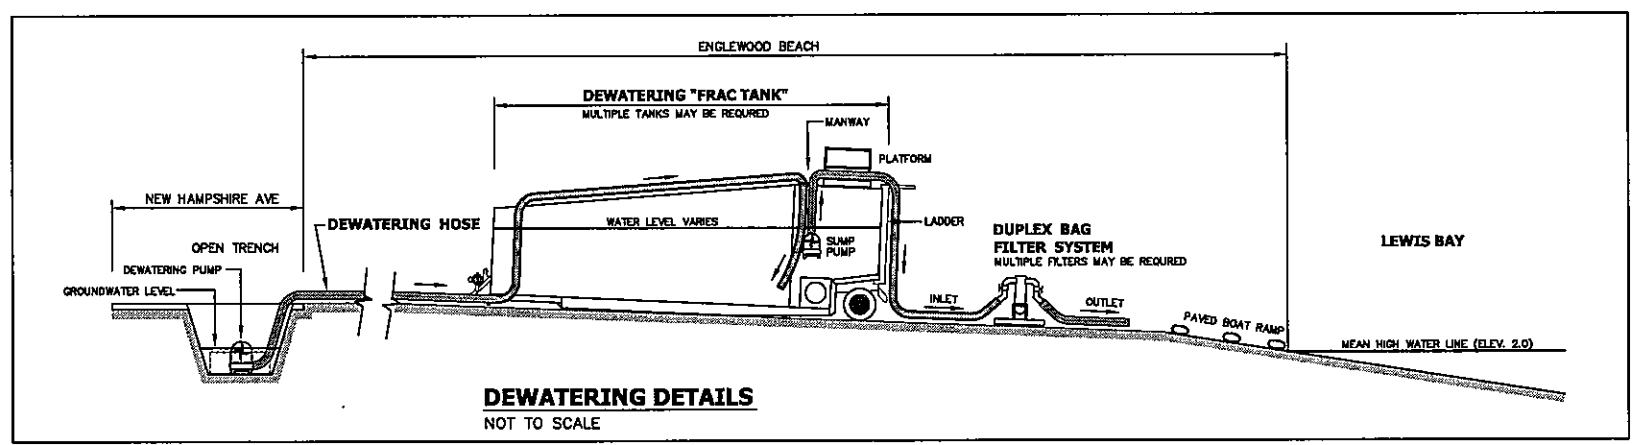 ENGLEWOOD BEACH
DEWATERING "FRAC TANK"
MULTIPLE TANKS MAY BE REQURED
MANWAY
PLATFORM
NEW HAMPSHIRE AVE
DEWATERING HOSE
WATER LEVEL VARIES
LADDER
SUMP
PUMP
DUPLEX BAG
FILTER SYSTEM
MULTIPLE FILTERS MAY BE REQURED
LEWIS BAY
OPEN TRENCH
DEWATERING PUMP
GROUNDWATER LEVEL
INLET
OUTLET
PAVED BOAT RAMP
MEAN HIGH WATER LINE (ELEV. 2.0)
DEWATERING DETAILS
NOT TO SCALE